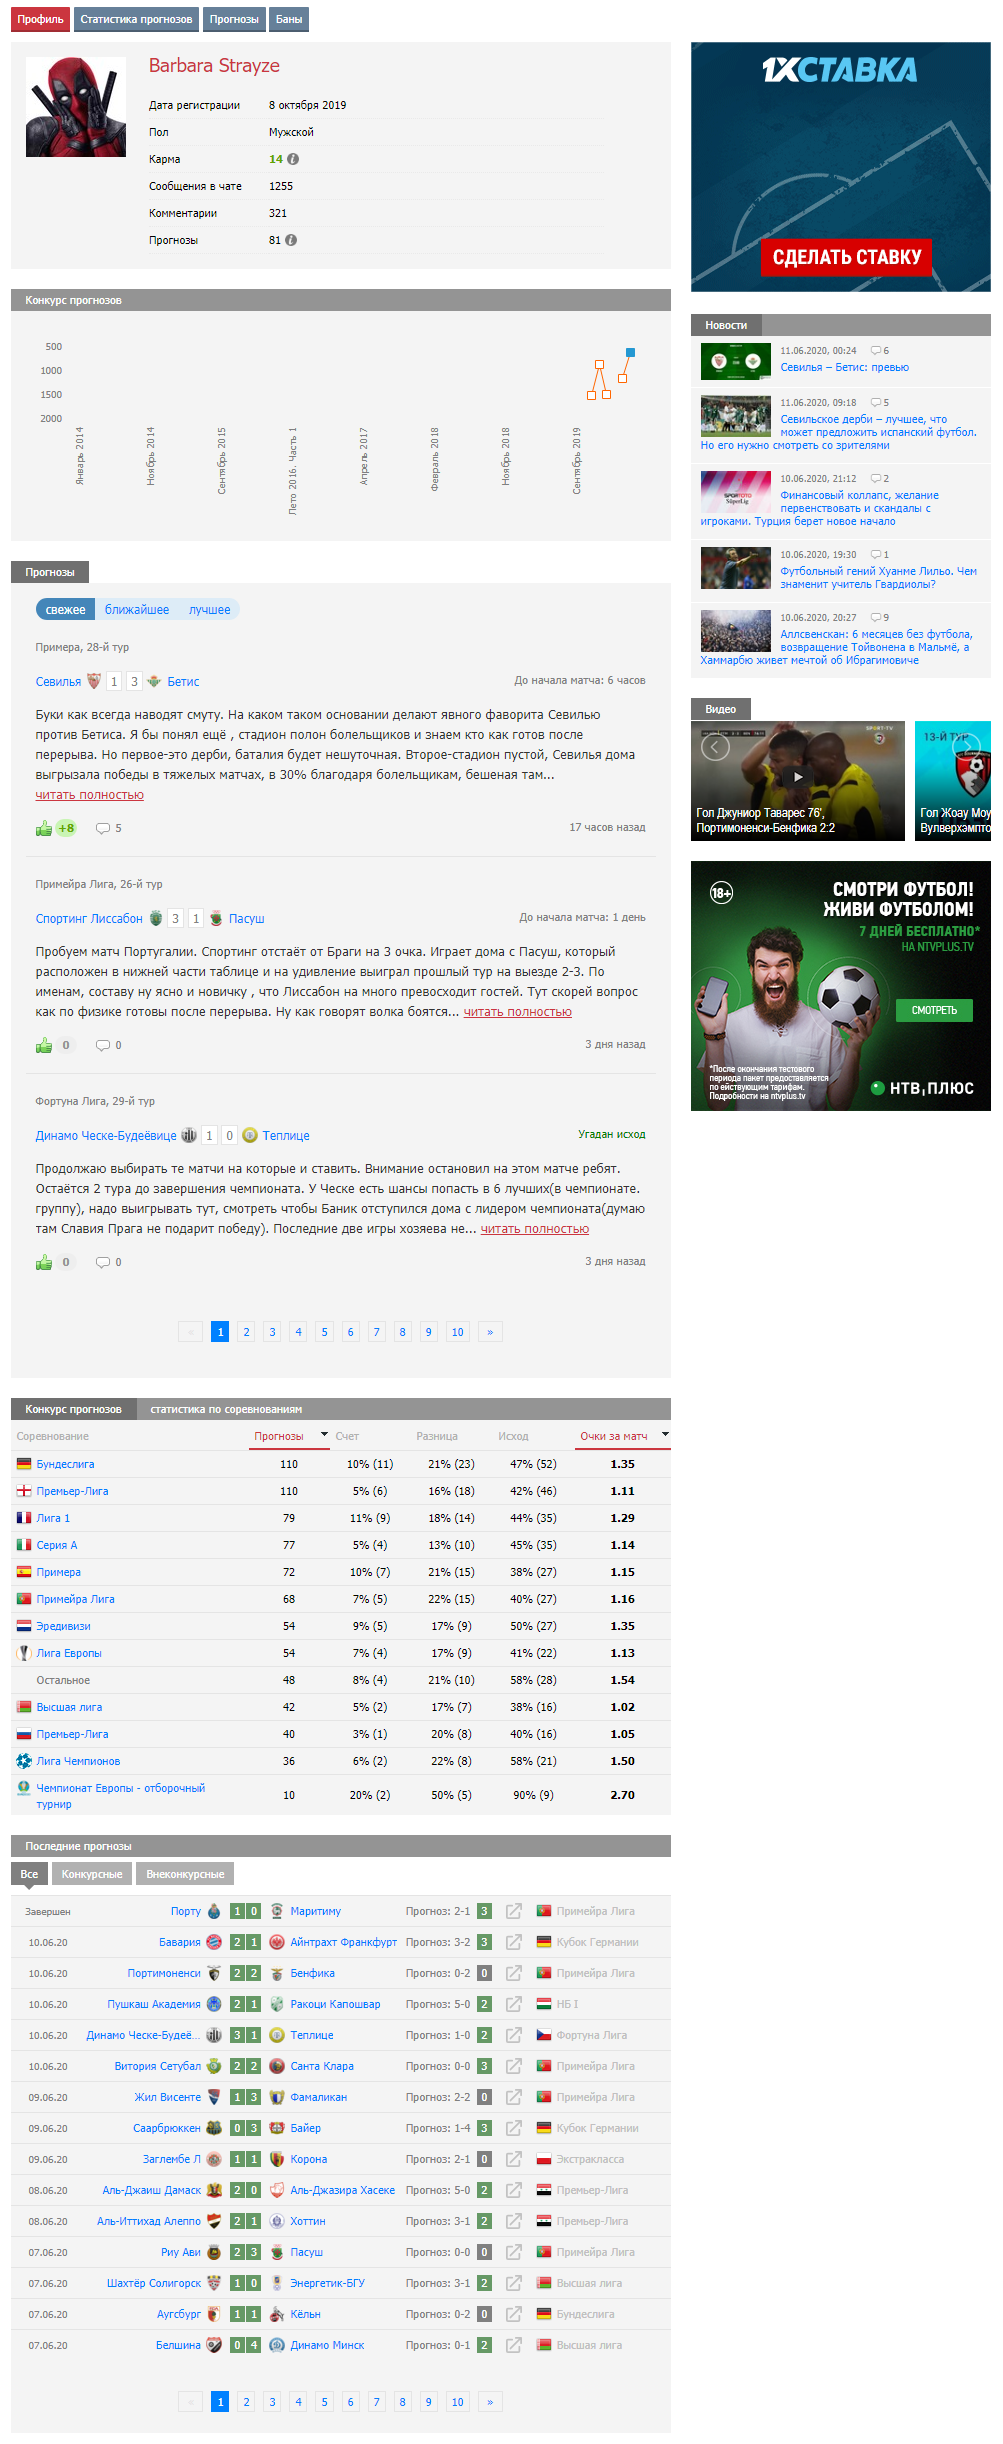 Профиль
Статистика прогнозов
Прогнозы
Баны
Barbara Strayze
Дата регистрации 8 октября 2019
Пол Мужской
Карма 14
Сообщения в чате 1255
Комментарии 321
Прогнозы 81
Конкурс прогнозов
500
1000
1500
2000
Январь 2014
Ноябрь 2014
Сентябрь 2015
Лето 2016. Часть 1
Апрель 2017
Февраль 2018
Ноябрь 2018
Сентябрь 2019
Прогнозы
свежее ближайшее лучшее
Примера, 28-й тур
Севилья 1 3 Бетис До начала матча: 6 часов
Буки как всегда наводят смуту. На каком таком основании делают явного фаворита Севилью
против Бетиса. Я бы понял ещё , стадион полон болельщиков и знаем кто как готов после
перерыва. Но первое-это дерби, баталия будет нешуточная. Второе-стадион пустой, Севилья дома
выгрызала победы в тяжелых матчах, в 30% благодаря болельщикам, бешеная там...
читать полностью
+8 5 17 часов назад
Примейра Лига, 26-й тур
Спортинг Лиссабон 3 1 Пасуш До начала матча: 1 день
Пробуем матч Португалии. Спортинг отстаёт от Браги на 3 очка. Играет дома с Пасуш, который
расположен в нижней части таблице и на удивление выиграл прошлый тур на выезде 2-3. По
именам, составу ну ясно и новичку , что Лиссабон на много превосходит гостей. Тут скорей вопрос
как по физике готовы после перерыва. Ну как говорят волка боятся... читать полностью
0 0 3 дня назад
Фортуна Лига, 29-й тур
Динамо Ческе-Будеёвице 1 0 Теплице Угадан исход
Продолжаю выбирать те матчи на которые и ставить. Внимание остановил на этом матче ребят.
Остаётся 2 тура до завершения чемпионата. У Ческе есть шансы попасть в 6 лучших(в чемпионате.
группу), надо выигрывать тут, смотреть чтобы Баник отступился дома с лидером чемпионата(думаю
там Славия Прага не подарит победу). Последние две игры хозяева не... читать полностью
0 0 3 дня назад
« 1 2 3 4 5 6 7 8 9 10 »
Конкурс прогнозов статистика по соревнованиям
Соревнование Прогнозы Счет Разница Исход Очки за матч
Бундеслига 110 10% (11) 21% (23) 47% (52) 1.35
Премьер-Лига 110 5% (6) 16% (18) 42% (46) 1.11
Лига 1 79 11% (9) 18% (14) 44% (35) 1.29
Серия А 77 5% (4) 13% (10) 45% (35) 1.14
Примера 72 10% (7) 21% (15) 38% (27) 1.15
Примейра Лига 68 7% (5) 22% (15) 40% (27) 1.16
Эредивизи 54 9% (5) 17% (9) 50% (27) 1.35
Лига Европы 54 7% (4) 17% (9) 41% (22) 1.13
Остальное 48 8% (4) 21% (10) 58% (28) 1.54
Высшая лига 42 5% (2) 17% (7) 38% (16) 1.02
Премьер-Лига 40 3% (1) 20% (8) 40% (16) 1.05
Лига Чемпионов 36 6% (2) 22% (8) 58% (21) 1.50
Чемпионат Европы - отборочный
турнир 10 20% (2) 50% (5) 90% (9) 2.70
Последние прогнозы
Все Конкурсные Внеконкурсные
Завершен Порту 1 0 Маритиму Прогноз: 2-1 3 Примейра Лига
10.06.20 Бавария 2 1 Айнтрахт Франкфурт Прогноз: 3-2 3 Кубок Германии
10.06.20 Портимоненси 2 2 Бенфика Прогноз: 0-2 0 Примейра Лига
10.06.20 Пушкаш Академия 2 1 Ракоци Капошвар Прогноз: 5-0 2 НБ I
10.06.20 Динамо Ческе-Будеё... 3 1 Теплице Прогноз: 1-0 2 Фортуна Лига
10.06.20 Витория Сетубал 2 2 Санта Клара Прогноз: 0-0 3 Примейра Лига
09.06.20 Жил Висенте 1 3 Фамаликан Прогноз: 2-2 0 Примейра Лига
09.06.20 Саарбрюккен 0 3 Байер Прогноз: 1-4 3 Кубок Германии
09.06.20 Заглембе Л 1 1 Корона Прогноз: 2-1 0 Экстракласса
08.06.20 Аль-Джаиш Дамаск 2 0 Аль-Джазира Хасеке Прогноз: 5-0 2 Премьер-Лига
08.06.20 Аль-Иттихад Алеппо 2 1 Хоттин Прогноз: 3-1 2 Премьер-Лига
07.06.20 Риу Ави 2 3 Пасуш Прогноз: 0-0 0 Примейра Лига
07.06.20 Шахтёр Солигорск 1 0 Энергетик-БГУ Прогноз: 3-1 2 Высшая лига
07.06.20 Аугсбург 1 1 Кёльн Прогноз: 0-2 0 Бундеслига
07.06.20 Белшина 0 4 Динамо Минск Прогноз: 0-1 2 Высшая лига
« 1 2 3 4 5 6 7 8 9 10 »
1XСТАВКА
СДЕЛАТЬ СТАВКУ
Новости
11.06.2020, 00:24 6
Севилья – Бетис: превью
11.06.2020, 09:18 5
Севильское дерби – лучшее, что
может предложить испанский футбол.
Но его нужно смотреть со зрителями
10.06.2020, 21:12 2
SPORTOTO
SüperLig
Финансовый коллапс, желание
первенствовать и скандалы с
игроками. Турция берет новое начало
10.06.2020, 19:30 1
Футбольный гений Хуанме Лильо. Чем
знаменит учитель Гвардиолы?
10.06.2020, 20:27 9
Аллсвенскан: 6 месяцев без футбола,
возвращение Тойвонена в Мальмё, а
Хаммарбю живет мечтой об Ибрагимовиче
Видео
SPORT·TV
Гол Джуниор Таварес 76',
Портимоненси-Бенфика 2:2
13-Й ТУР
Гол Жоау Моу
Вулверхэмпто
18+
СМОТРИ ФУТБОЛ!
ЖИВИ ФУТБОЛОМ!
7 ДНЕЙ БЕСПЛАТНО*
НА NTVPLUS.TV
СМОТРЕТЬ
*После окончания тестового
периода пакет предоставляется
по ействующим тарифам.
Подробности на ntvplus.tv
НТВ ПЛЮС